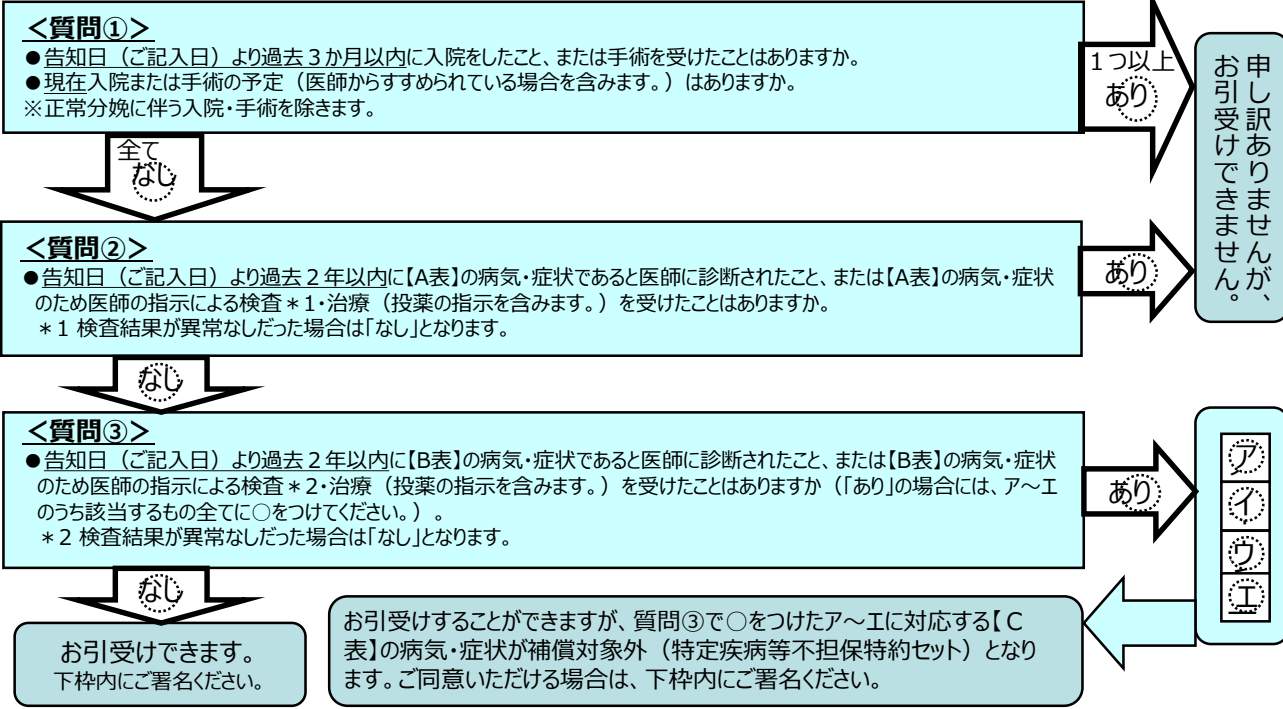 ＜質問①＞
●告知日（ご記入日）より過去３か月以内に入院をしたこと、または手術を受けたことはありますか。
●現在入院または手術の予定（医師からすすめられている場合を含みます。）はありますか。
※正常分娩に伴う入院・手術を除きます。
１つ以上
あり
申し訳ありませんが、
お引受けできません。
全て
なし
＜質問②＞
●告知日（ご記入日）より過去２年以内に【A表】の病気・症状であると医師に診断されたこと、または【A表】の病気・症状
のため医師の指示による検査＊１・治療（投薬の指示を含みます。）を受けたことはありますか。
＊１ 検査結果が異常なしだった場合は「なし」となります。
あり
なし
＜質問③＞
●告知日（ご記入日）より過去２年以内に【B表】の病気・症状であると医師に診断されたこと、または【B表】の病気・症状
のため医師の指示による検査＊２・治療（投薬の指示を含みます。）を受けたことはありますか（「あり」の場合には、ア～エ
のうち該当するもの全てに○をつけてください。）。
＊２ 検査結果が異常なしだった場合は「なし」となります。
あり
ア
イ
ウ
エ
なし
お引受けできます。
下枠内にご署名ください。
お引受けすることができますが、質問③で○をつけたア～エに対応する【Ｃ
表】の病気・症状が補償対象外（特定疾病等不担保特約セット）となり
ます。ご同意いただける場合は、下枠内にご署名ください。